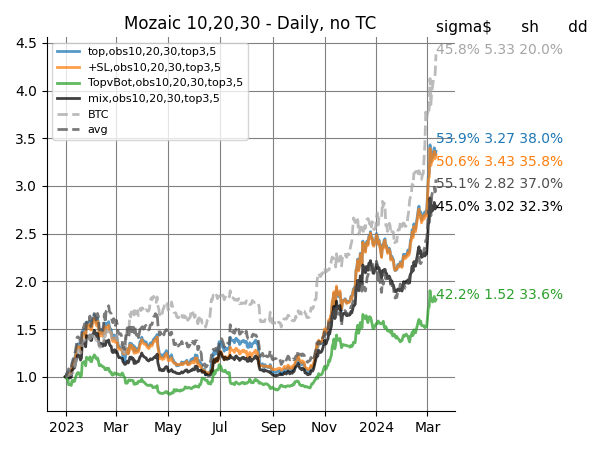 Mozaic 10,20,30 - Daily, no TC
sigma$ sh dd
top,obs10,20,30,top3,5
+SL,obs10,20,30,top3,5
TopvBot,obs10,20,30,top3,5
mix,obs10,20,30,top3,5
BTC
avg
45.8% 5.33 20.0%
53.9% 3.27 38.0%
50.6% 3.43 35.8%
55.1% 2.82 37.0%
45.0% 3.02 32.3%
42.2% 1.52 33.6%
4.5
4.0
3.5
3.0
2.5
2.0
1.5
1.0
2023 Mar May Jul Sep Nov 2024 Mar